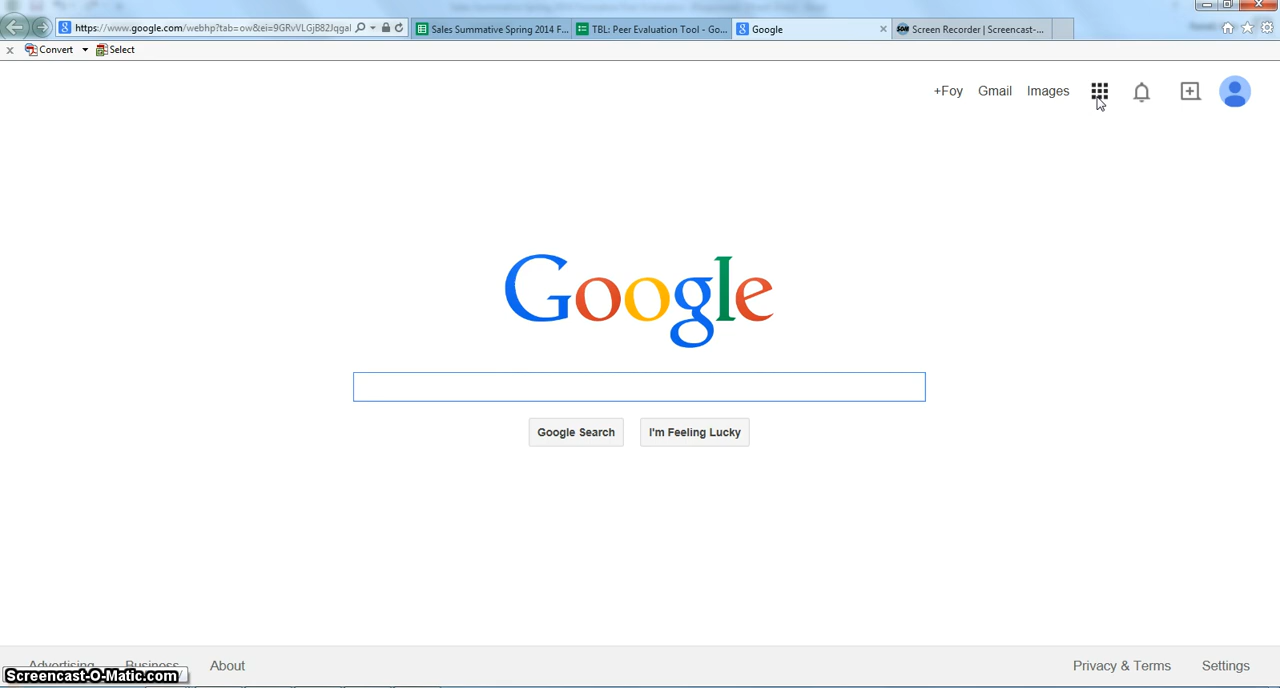 https://www.google.com/webhp?tab=ow&ei=9GRvVLGjB82Jqgal
Sales Summative Spring 2014 F...
TBL: Peer Evaluation Tool - Go...
Google
Screen Recorder | Screencast-...
x Convert Select
+Foy Gmail Images
Google
Google Search I'm Feeling Lucky
Advertising Business About Privacy & Terms Settings
Screencast-O-Matic.com